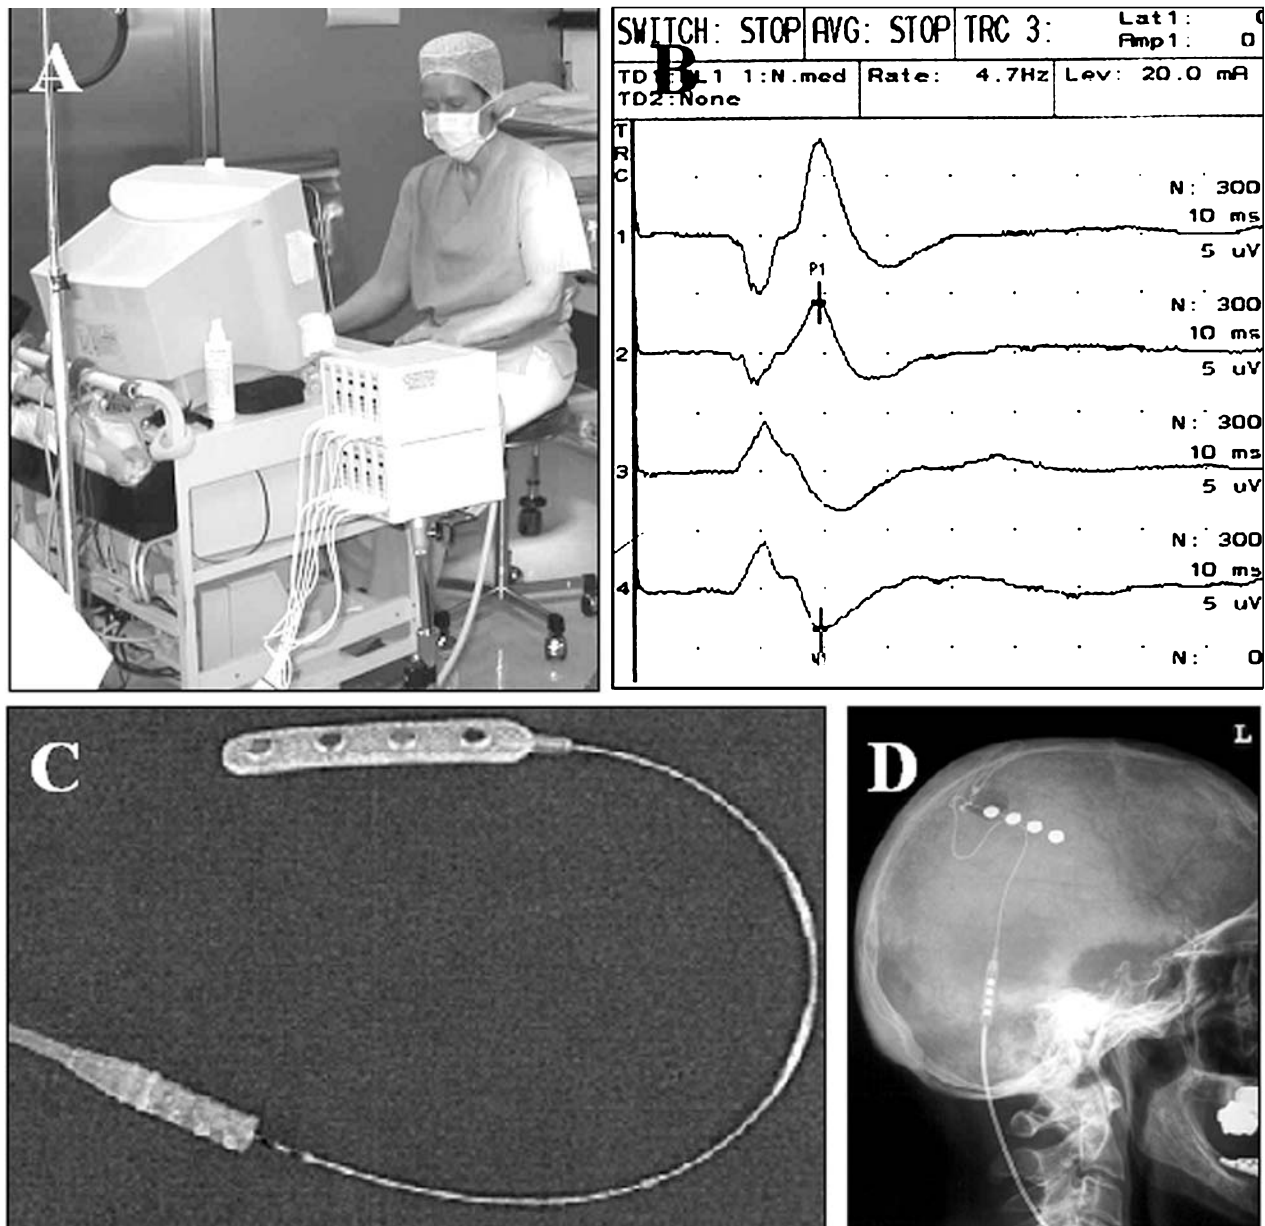 A
SWITCH: STOP AVG: STOP TRC 3: Lat1: 0
Amp1: 0
B
1:N.med Rate: 4.7Hz Lev: 20.0 mA
TD2:None
TRC
N: 300
10 ms
1
5 uV
P1
N: 300
10 ms
2
5 uV
N: 300
10 ms
3
5 uV
N: 300
10 ms
4
5 uV
N: 0
C
D
L